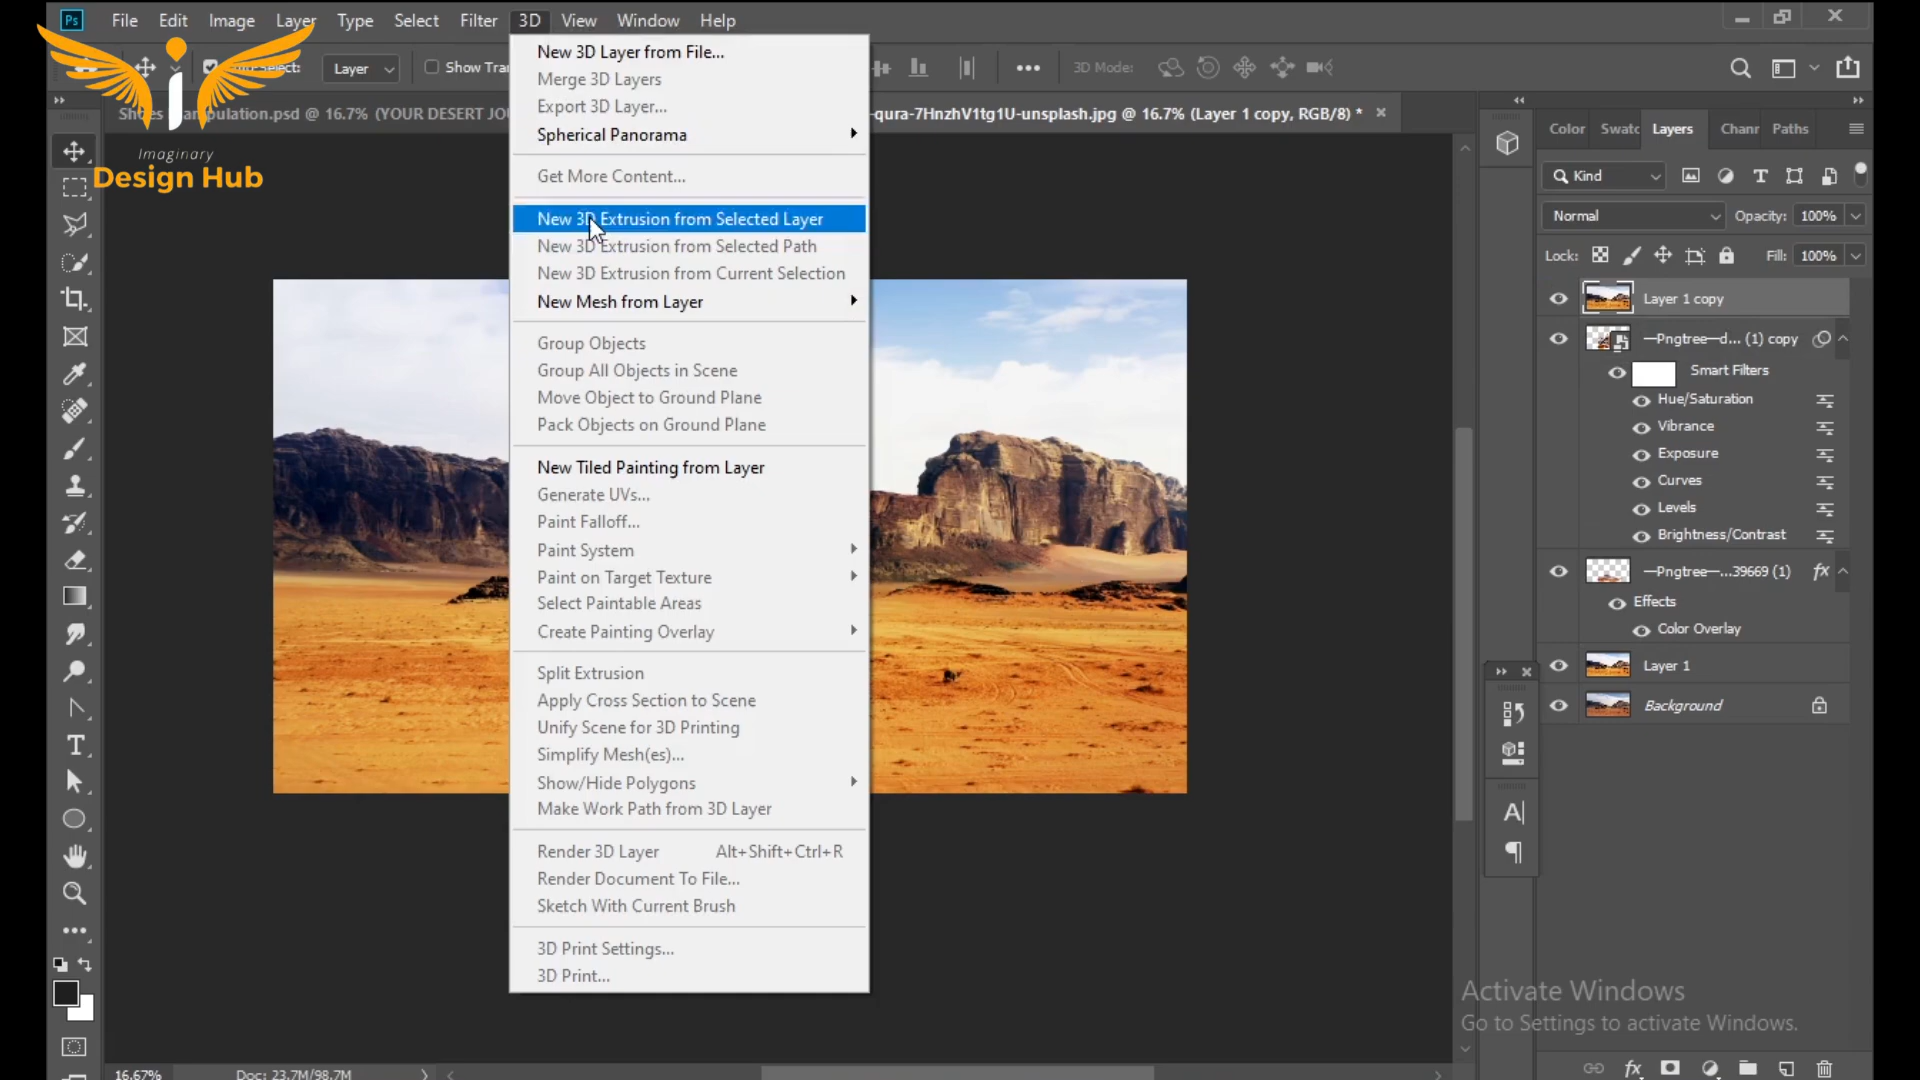 Ps File Edit Image Layer Type Select Filter 3D View Window Help
Layer Show Tra 3D Mode:
Imaginary
Design Hub
@ 16.7% (YOUR DESERT JO
-qura-7HnzhV1tg1U-unsplash.jpg @ 16.7% (Layer 1 copy, RGB/8) *
New 3D Layer from File...
Merge 3D Layers
Export 3D Layer...
Spherical Panorama
Get More Content...
New 3D Extrusion from Selected Layer
New 3D Extrusion from Selected Path
New 3D Extrusion from Current Selection
New Mesh from Layer
Group Objects
Group All Objects in Scene
Move Object to Ground Plane
Pack Objects on Ground Plane
New Tiled Painting from Layer
Generate UVs...
Paint Falloff...
Paint System
Paint on Target Texture
Select Paintable Areas
Create Painting Overlay
Split Extrusion
Apply Cross Section to Scene
Unify Scene for 3D Printing
Simplify Mesh(es)...
Show/Hide Polygons
Make Work Path from 3D Layer
Render 3D Layer Alt+Shift+Ctrl+R
Render Document To File...
Sketch With Current Brush
3D Print Settings...
3D Print...
Color Swatc Layers Chanr Paths
Kind
Normal Opacity: 100%
Lock: Fill: 100%
Layer 1 copy
—Pngtree—d... (1) copy
Smart Filters
Hue/Saturation
Vibrance
Exposure
Curves
Levels
Brightness/Contrast
—Pngtree—...39669 (1) fx
Effects
Color Overlay
Layer 1
Background
Activate Windows
Go to Settings to activate Windows.
16.67% Doc: 23.7M/98.7M